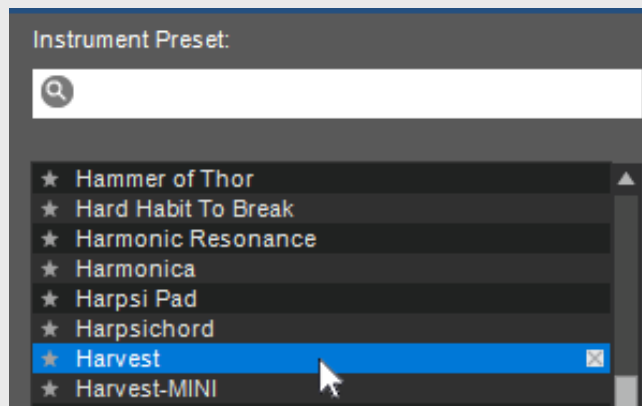 Instrument Preset:
Hammer of Thor
Hard Habit To Break
Harmonic Resonance
Harmonica
Harpsi Pad
Harpsichord
Harvest
Harvest-MINI